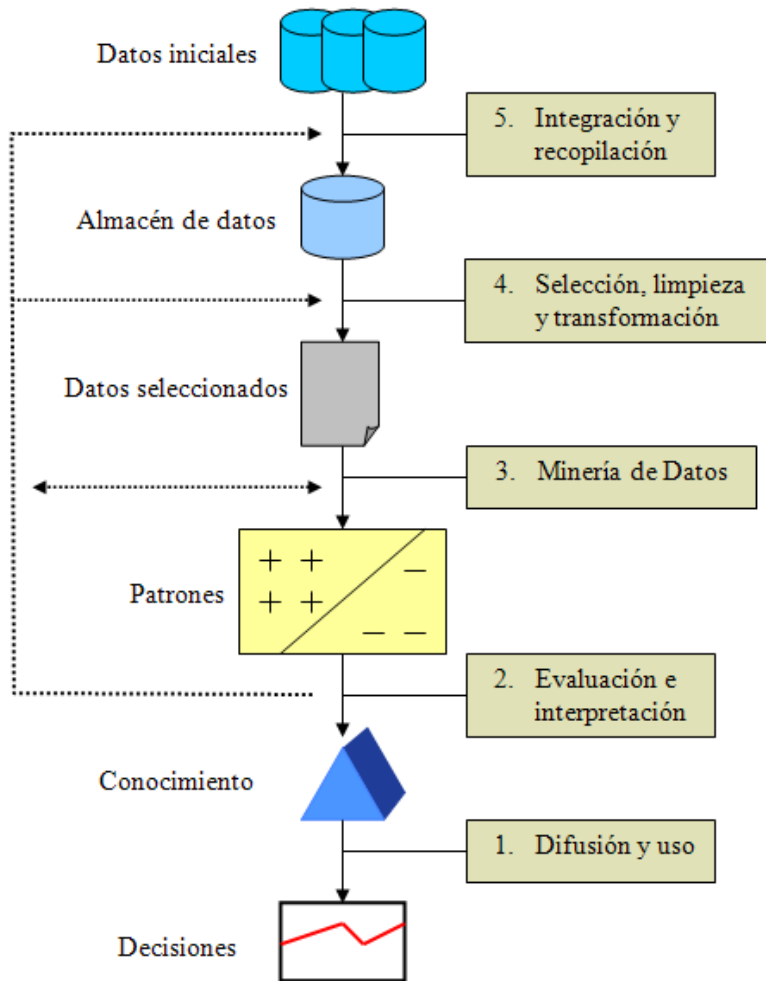 Datos iniciales
5. Integración y
recopilación
Almacén de datos
4. Selección, limpieza
y transformación
Datos seleccionados
3. Minería de Datos
Patrones
2. Evaluación e
interpretación
Conocimiento
1. Difusión y uso
Decisiones